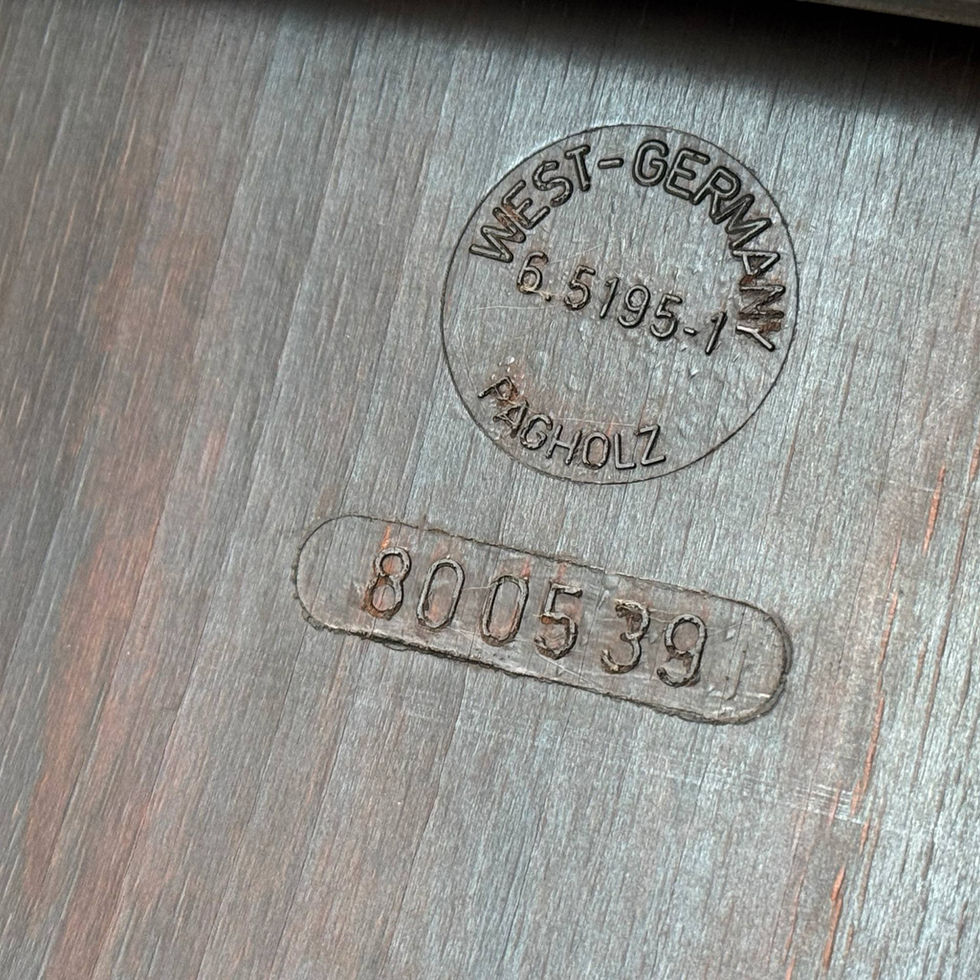 WEST-GERMANY
6.5195-1
PAGHOLZ
800539